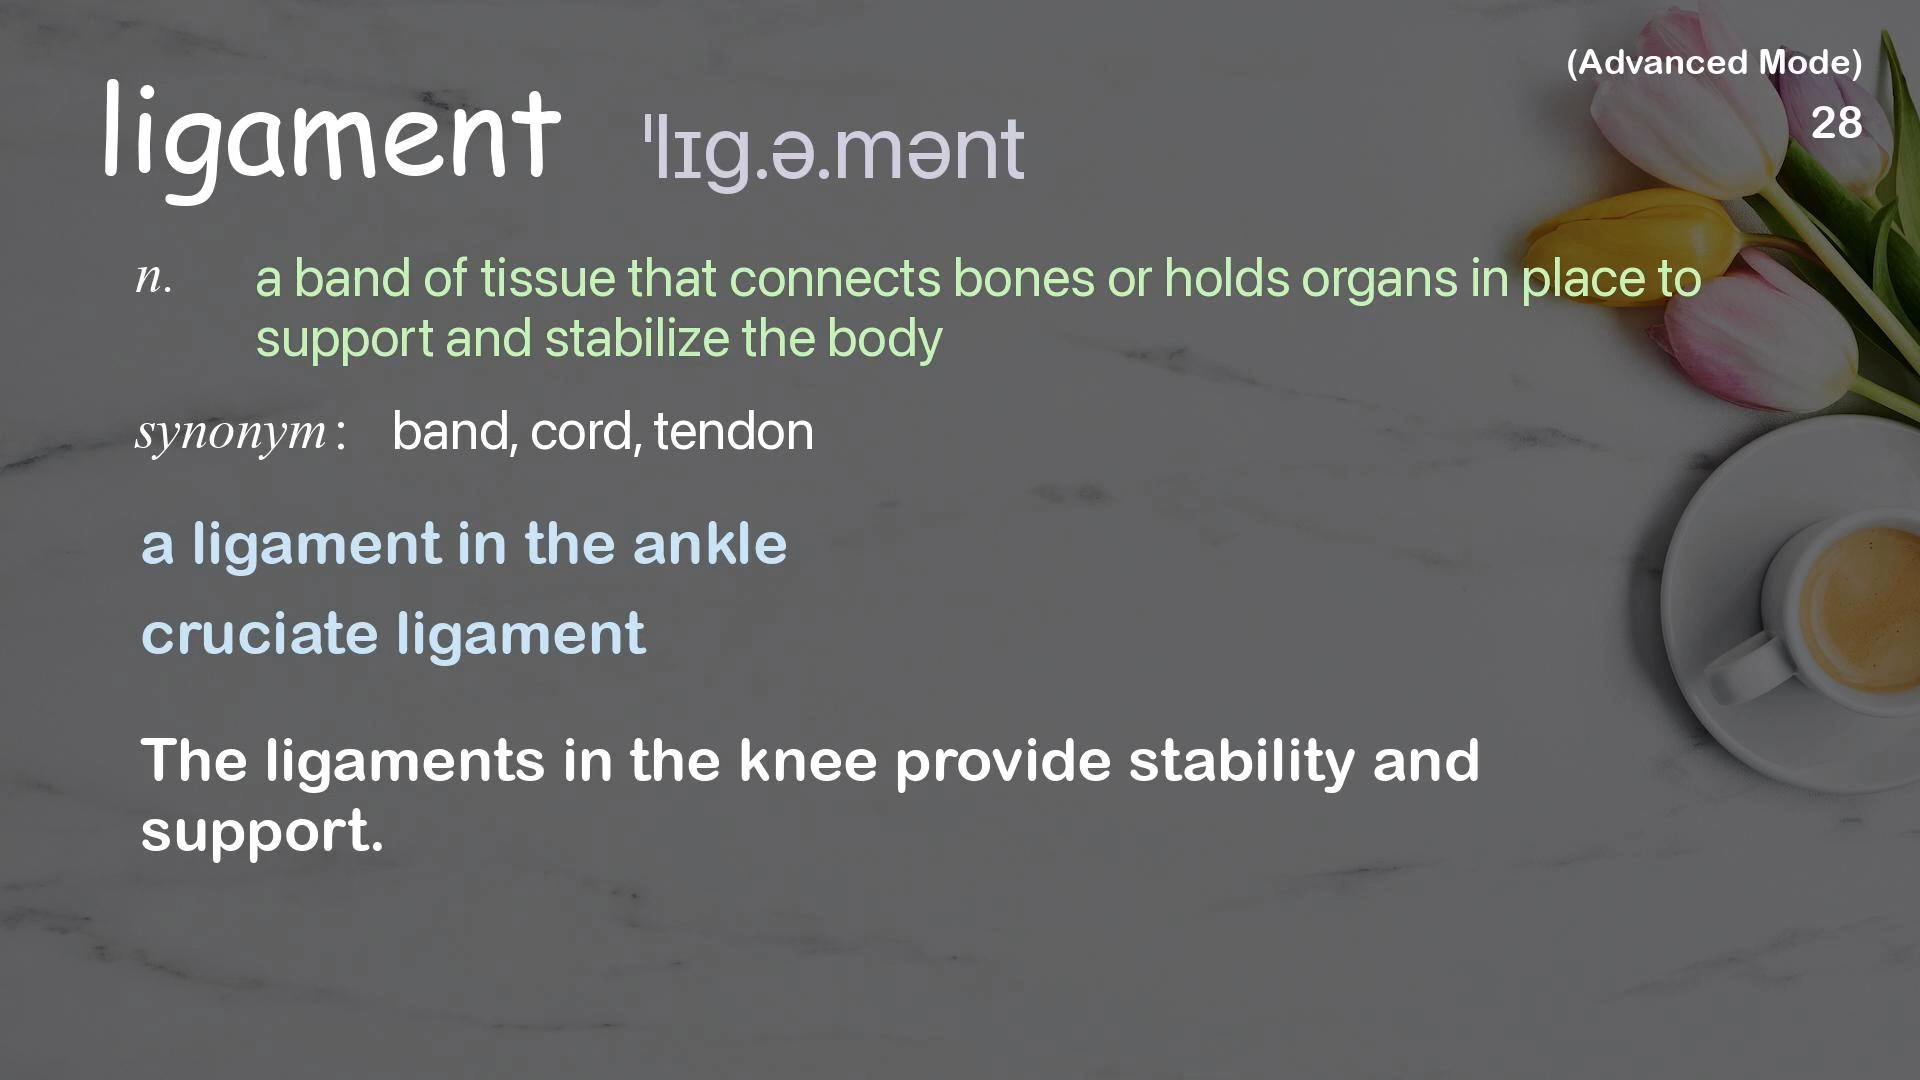 (Advanced Mode)
28
ligament ˈlɪɡ.ə.mənt
n. a band of tissue that connects bones or holds organs in place to
support and stabilize the body
synonym: band, cord, tendon
a ligament in the ankle
cruciate ligament
The ligaments in the knee provide stability and
support.